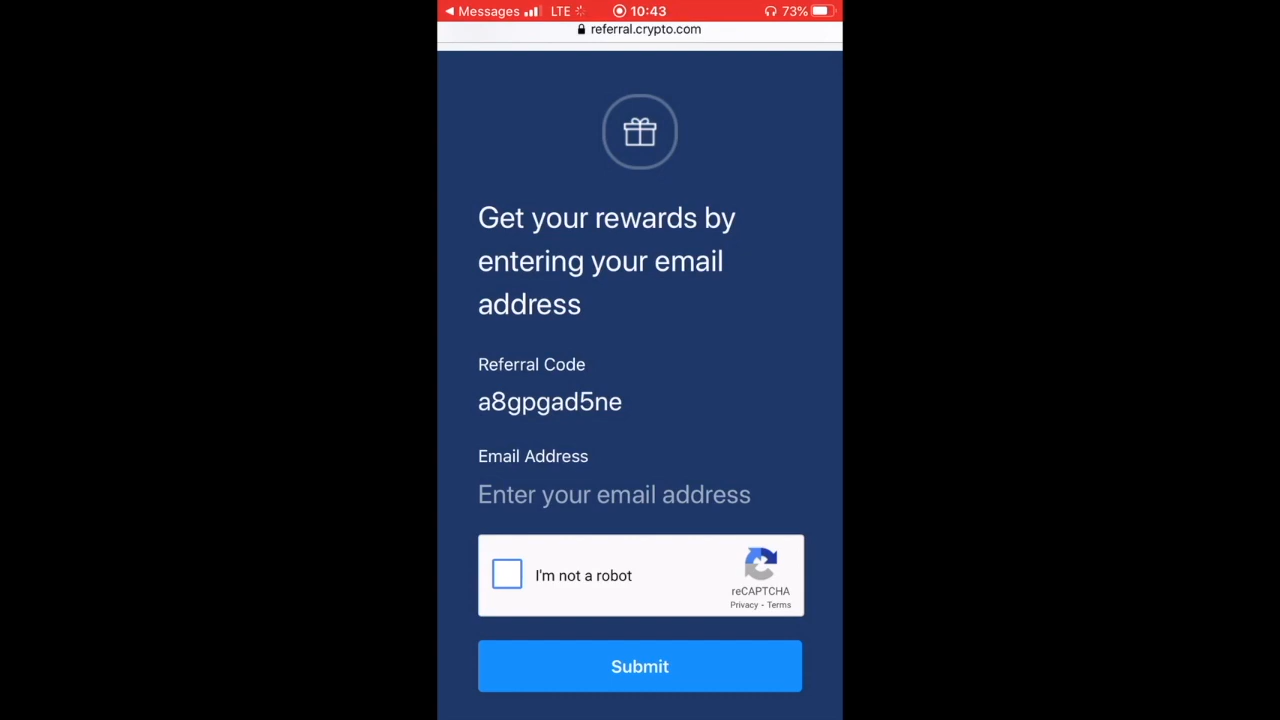 Messages LTE 10:43 73%
referral.crypto.com
Get your rewards by
entering your email
address
Referral Code
a8gpgad5ne
Email Address
Enter your email address
I'm not a robot
reCAPTCHA
Privacy - Terms
Submit